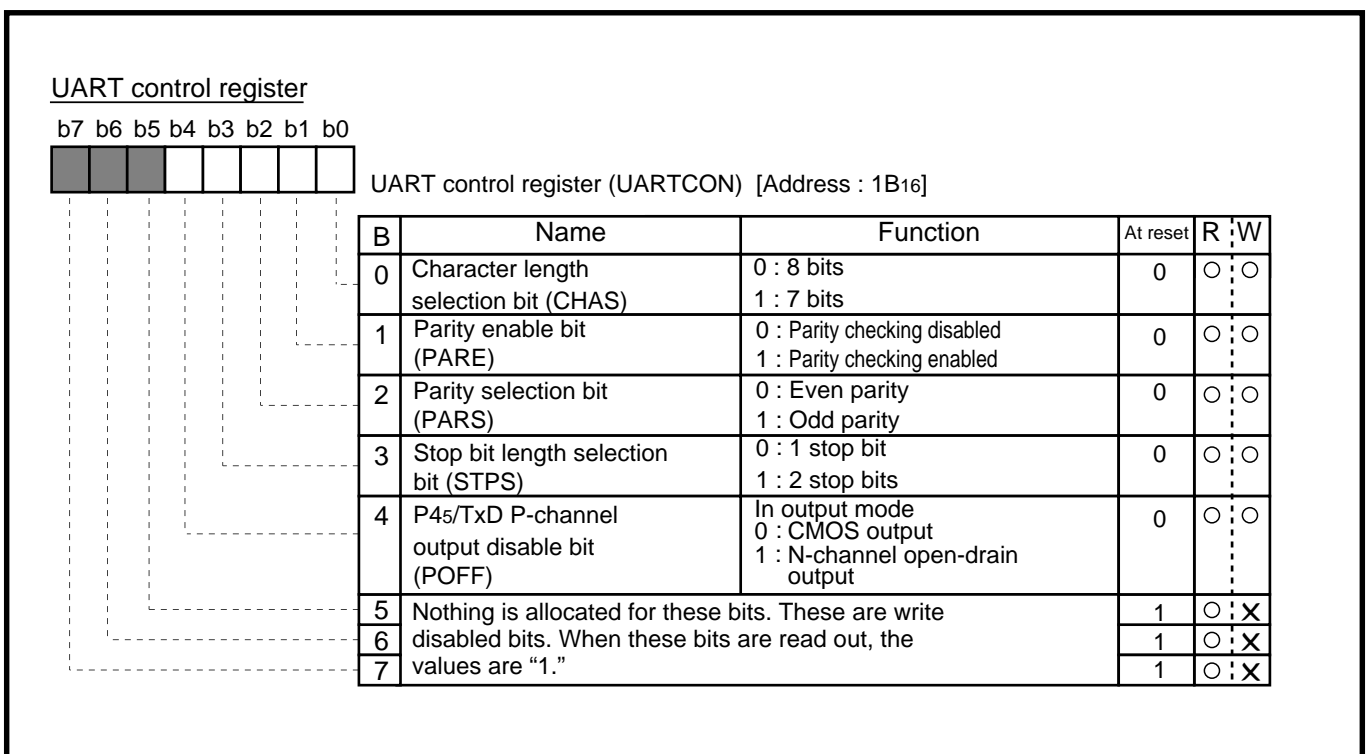 UART control register
b7 b6 b5 b4 b3 b2 b1 b0
UART control register (UARTCON) [Address : 1B16]
B Name Function At reset R W
0 Character length selection bit (CHAS) 0 : 8 bits 1 : 7 bits 0 ○ ○
1 Parity enable bit (PARE) 0 : Parity checking disabled 1 : Parity checking enabled 0 ○ ○
2 Parity selection bit (PARS) 0 : Even parity 1 : Odd parity 0 ○ ○
3 Stop bit length selection bit (STPS) 0 : 1 stop bit 1 : 2 stop bits 0 ○ ○
4 P45/TxD P-channel output disable bit (POFF) In output mode 0 : CMOS output 1 : N-channel open-drain output 0 ○ ○
5 Nothing is allocated for these bits. These are write 1 ○ X
6 disabled bits. When these bits are read out, the 1 ○ X
7 values are “1.” 1 ○ X